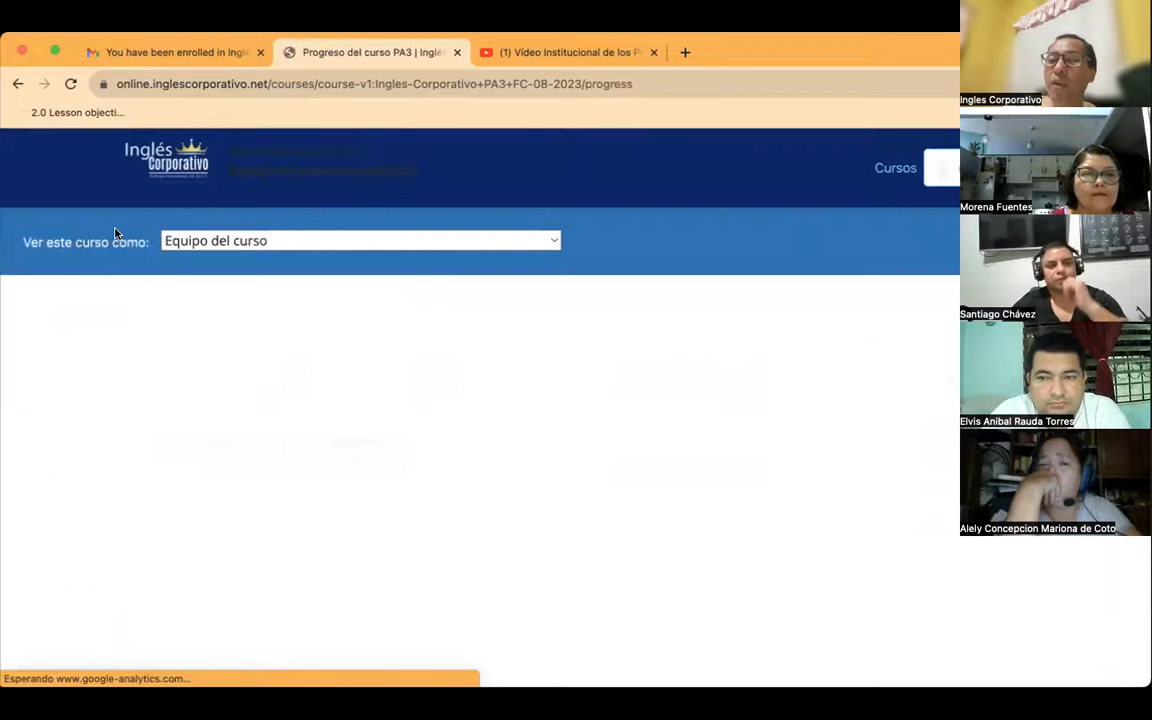 You have been enrolled in Ingl
Progreso del curso PA3 | Inglé
(1) Vídeo Institucional de los P
online.inglescorporativo.net/courses/course-v1:Ingles-Corporativo+PA3+FC-08-2023/progress
2.0 Lesson objecti...
Inglés
Corporativo
Cursos
Ver este curso como:
Equipo del curso
Ingles Corporativo
Morena Fuentes
Santiago Chávez
Elvis Anibal Rauda Torres
Alely Concepcion Mariona de Coto
Esperando www.google-analytics.com...